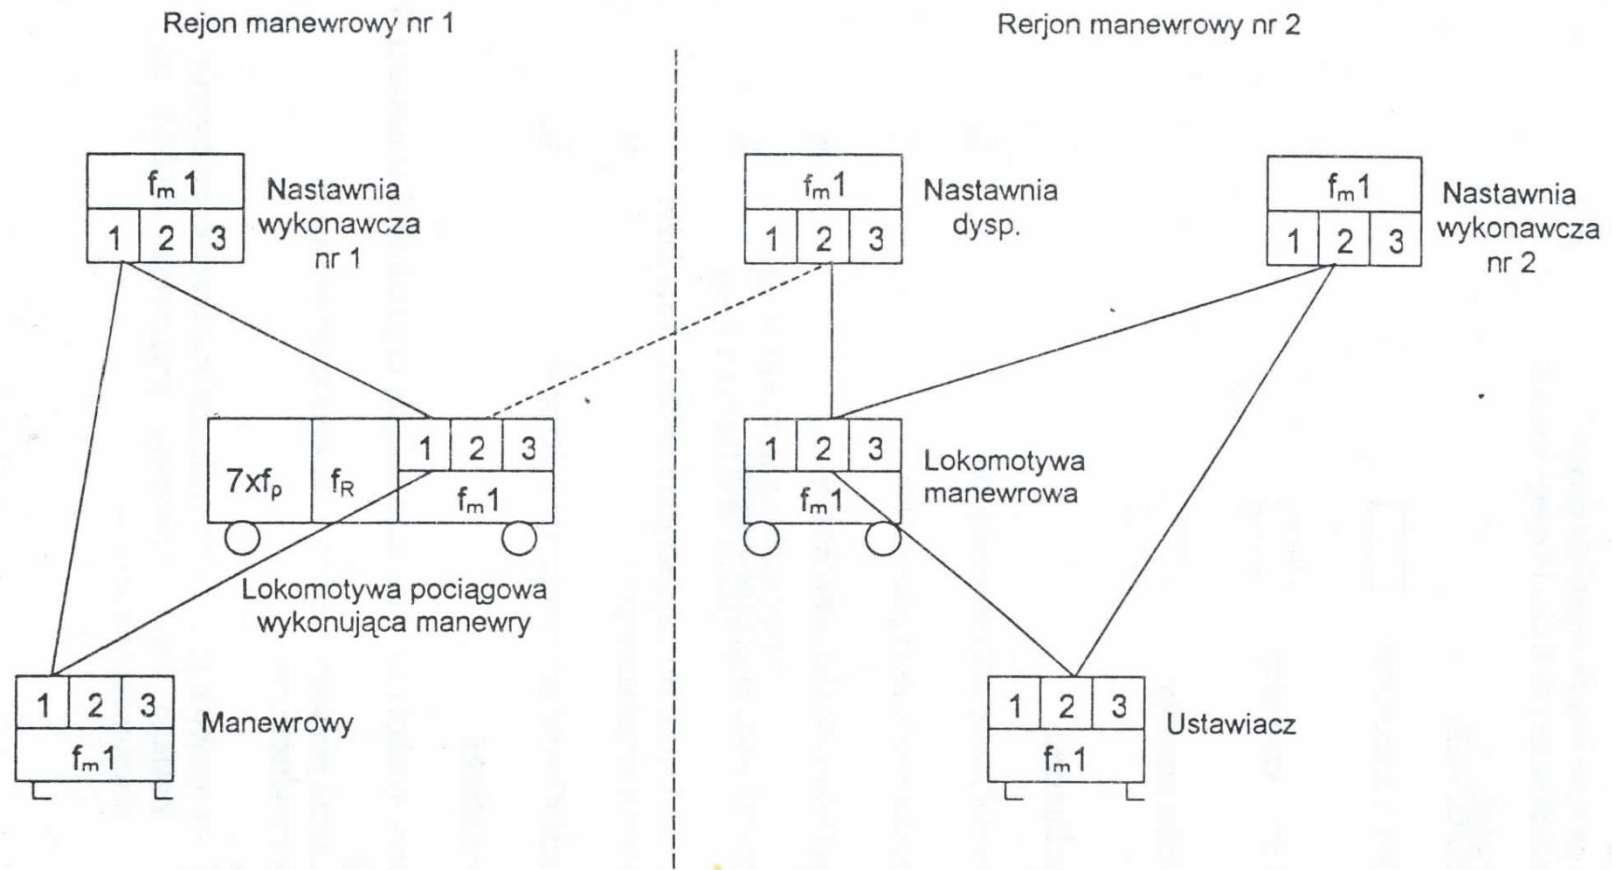 Rejon manewrowy nr 1
Rerjon manewrowy nr 2
fm 1
1 2 3
Nastawnia
wykonawcza
nr 1
fm1
1 2 3
Nastawnia
dysp.
fm1
1 2 3
Nastawnia
wykonawcza
nr 2
7xfp
fR
1 2 3
fm1
Lokomotywa pociągowa
wykonująca manewry
1 2 3
fm1
Lokomotywa
manewrowa
1 2 3
fm1
Manewrowy
1 2 3
fm1
Ustawiacz